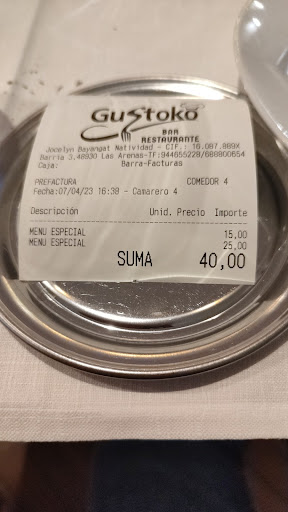 Gustoko
BAR
RESTAURANTE
Jocelyn Bayangat Natividad - CIF.: 16.087.989X
Barria 3,48930 Las Arenas-TF:944655228/688800654
Caja: Barra-Facturas
PREFACTURA COMEDOR 4
Fecha:07/04/23 16:38 - Camarero 4
Descripción Unid. Precio Importe
MENU ESPECIAL 15,00
MENU ESPECIAL 25,00
SUMA 40,00